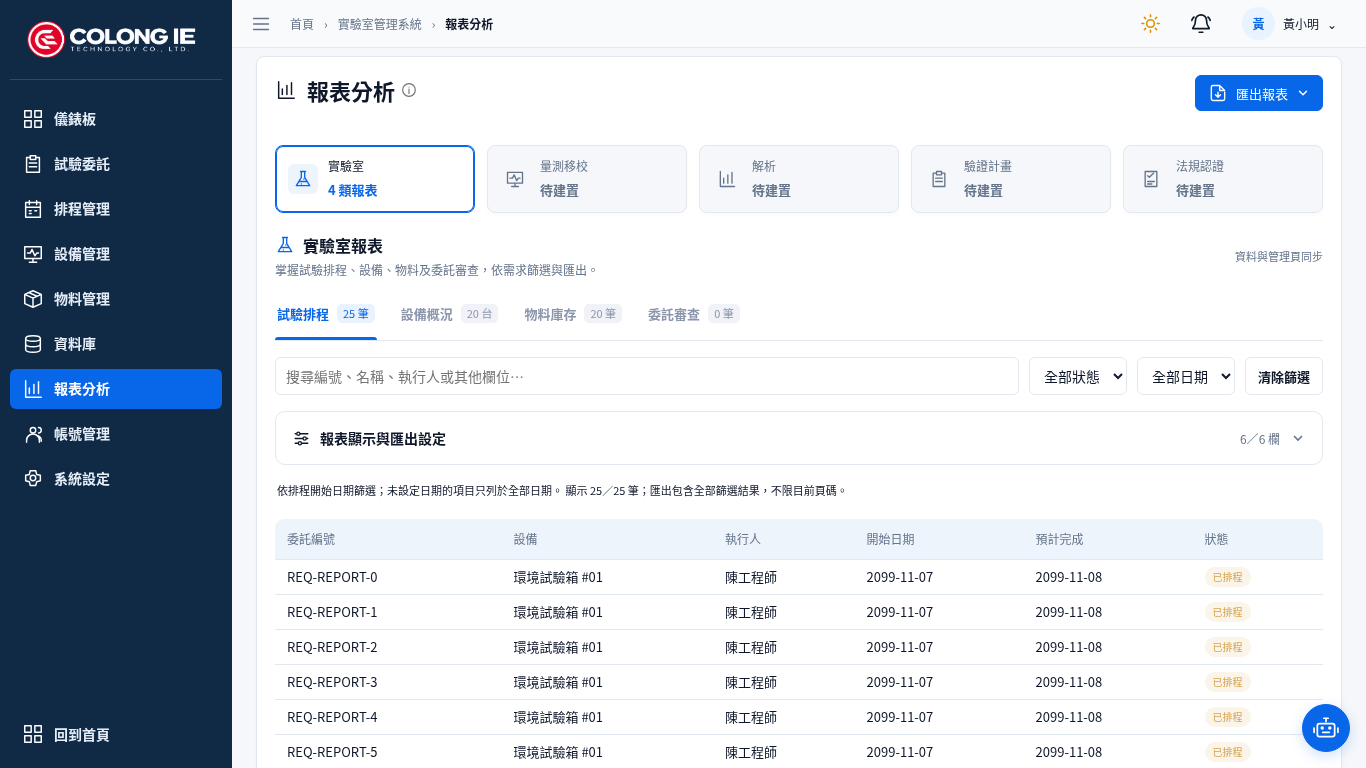 COLONG IE
TECHNOLOGY CO., LTD.
儀錶板
試驗委託
排程管理
設備管理
物料管理
資料庫
報表分析
帳號管理
系統設定
回到首頁
首頁 › 實驗室管理系統 › 報表分析
黃 黃小明
報表分析
匯出報表
實驗室
4 類報表
量測移校
待建置
解析
待建置
驗證計畫
待建置
法規認證
待建置
實驗室報表
掌握試驗排程、設備、物料及委託審查，依需求篩選與匯出。
資料與管理頁同步
試驗排程 25 筆 設備概況 20 台 物料庫存 20 筆 委託審查 0 筆
搜尋編號、名稱、執行人或其他欄位… 全部狀態 全部日期 清除篩選
報表顯示與匯出設定 6／6 欄
依排程開始日期篩選；未設定日期的項目只列於全部日期。 顯示 25／25 筆；匯出包含全部篩選結果，不限目前頁碼。
委託編號 設備 執行人 開始日期 預計完成 狀態
REQ-REPORT-0 環境試驗箱 #01 陳工程師 2099-11-07 2099-11-08 已排程
REQ-REPORT-1 環境試驗箱 #01 陳工程師 2099-11-07 2099-11-08 已排程
REQ-REPORT-2 環境試驗箱 #01 陳工程師 2099-11-07 2099-11-08 已排程
REQ-REPORT-3 環境試驗箱 #01 陳工程師 2099-11-07 2099-11-08 已排程
REQ-REPORT-4 環境試驗箱 #01 陳工程師 2099-11-07 2099-11-08 已排程
REQ-REPORT-5 環境試驗箱 #01 陳工程師 2099-11-07 2099-11-08 已排程